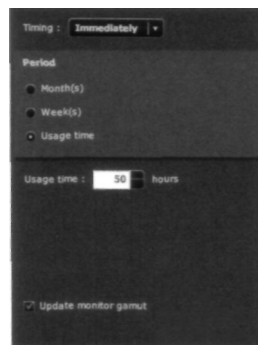 Timing : Immediately
Period
Month(s)
Week(s)
Usage time
Usage time : 50 hours
Update monitor gamut